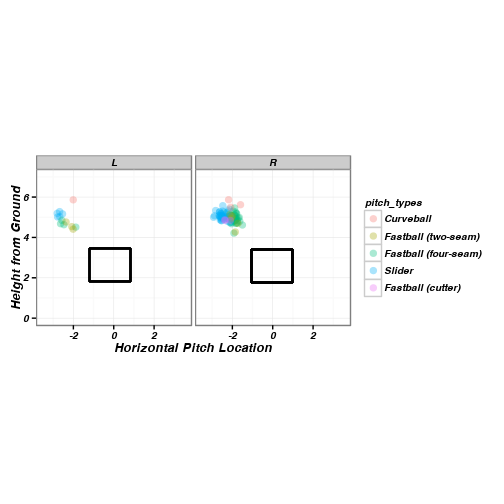 L
R
pitch_types
Curveball
Fastball (two-seam)
Fastball (four-seam)
Slider
Fastball (cutter)
Height from Ground
6
4
2
0
-2
0
2
-2
0
2
Horizontal Pitch Location